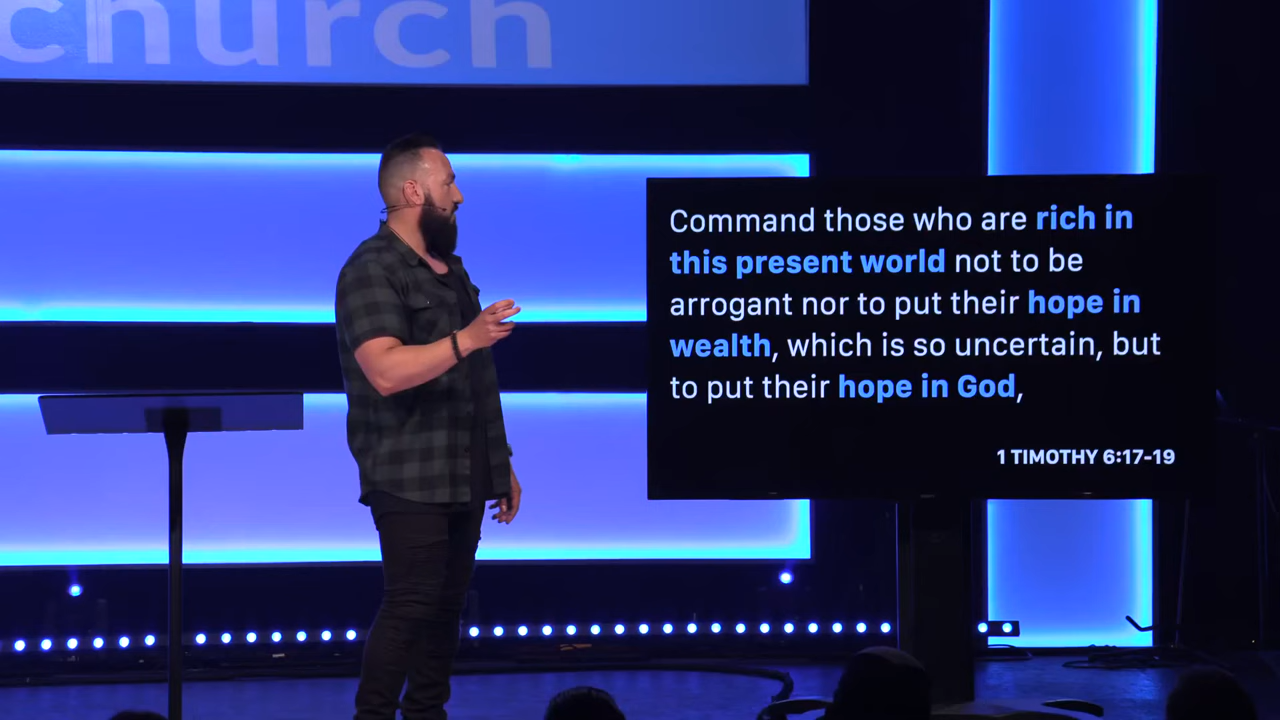 church
Command those who are rich in
this present world not to be
arrogant nor to put their hope in
wealth, which is so uncertain, but
to put their hope in God,
1 TIMOTHY 6:17-19